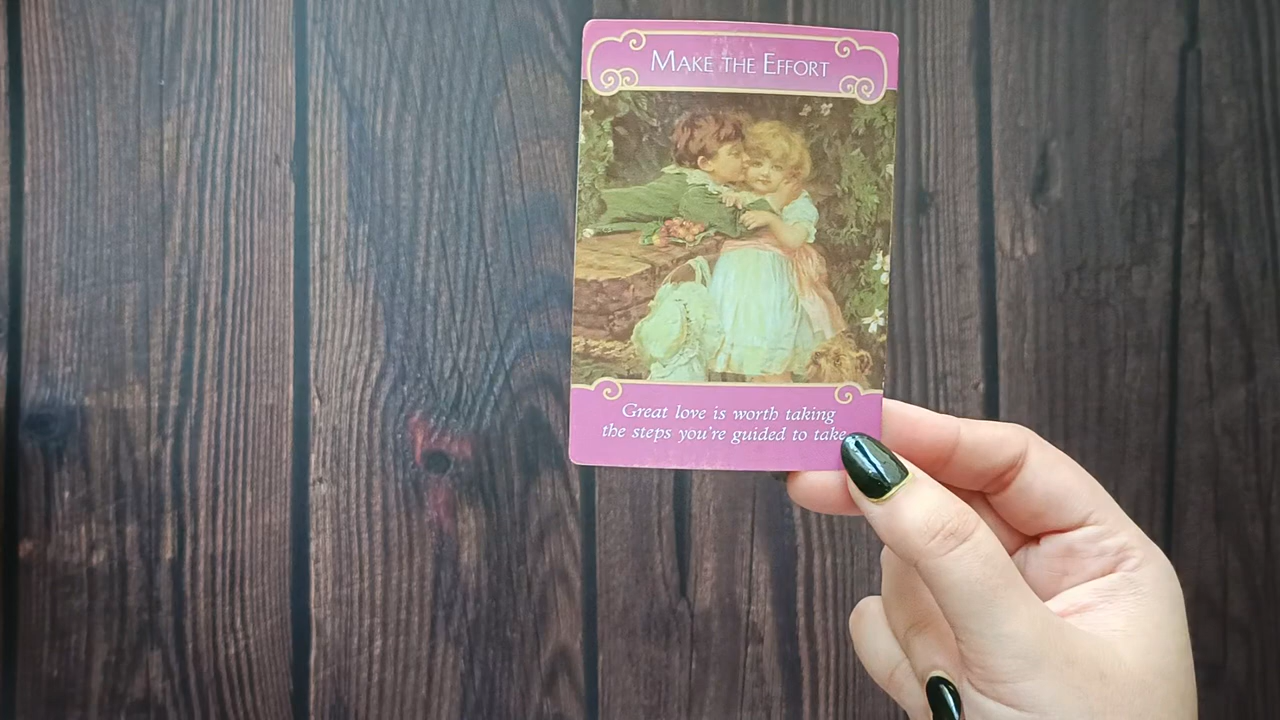 MAKE THE EFFORT
Great love is worth taking
the steps you're guided to take